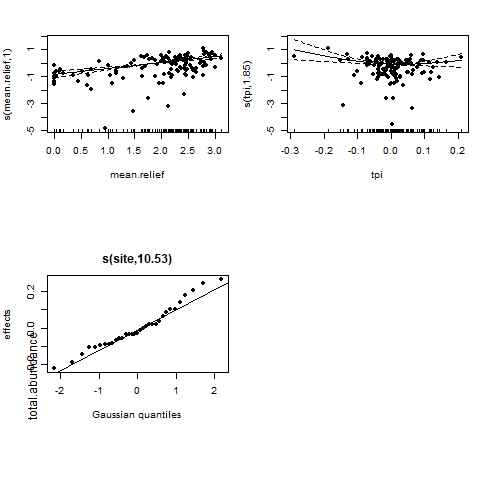 s(mean.relief,1)
1
-1
-3
-5
0.0 0.5 1.0 1.5 2.0 2.5 3.0
mean.relief
s(tpi,1.85)
1
-1
-3
-5
-0.3 -0.2 -0.1 0.0 0.1 0.2
tpi
s(site,10.53)
effects
total.abundance
0.2
0.0
-2 -1 0 1 2
Gaussian quantiles